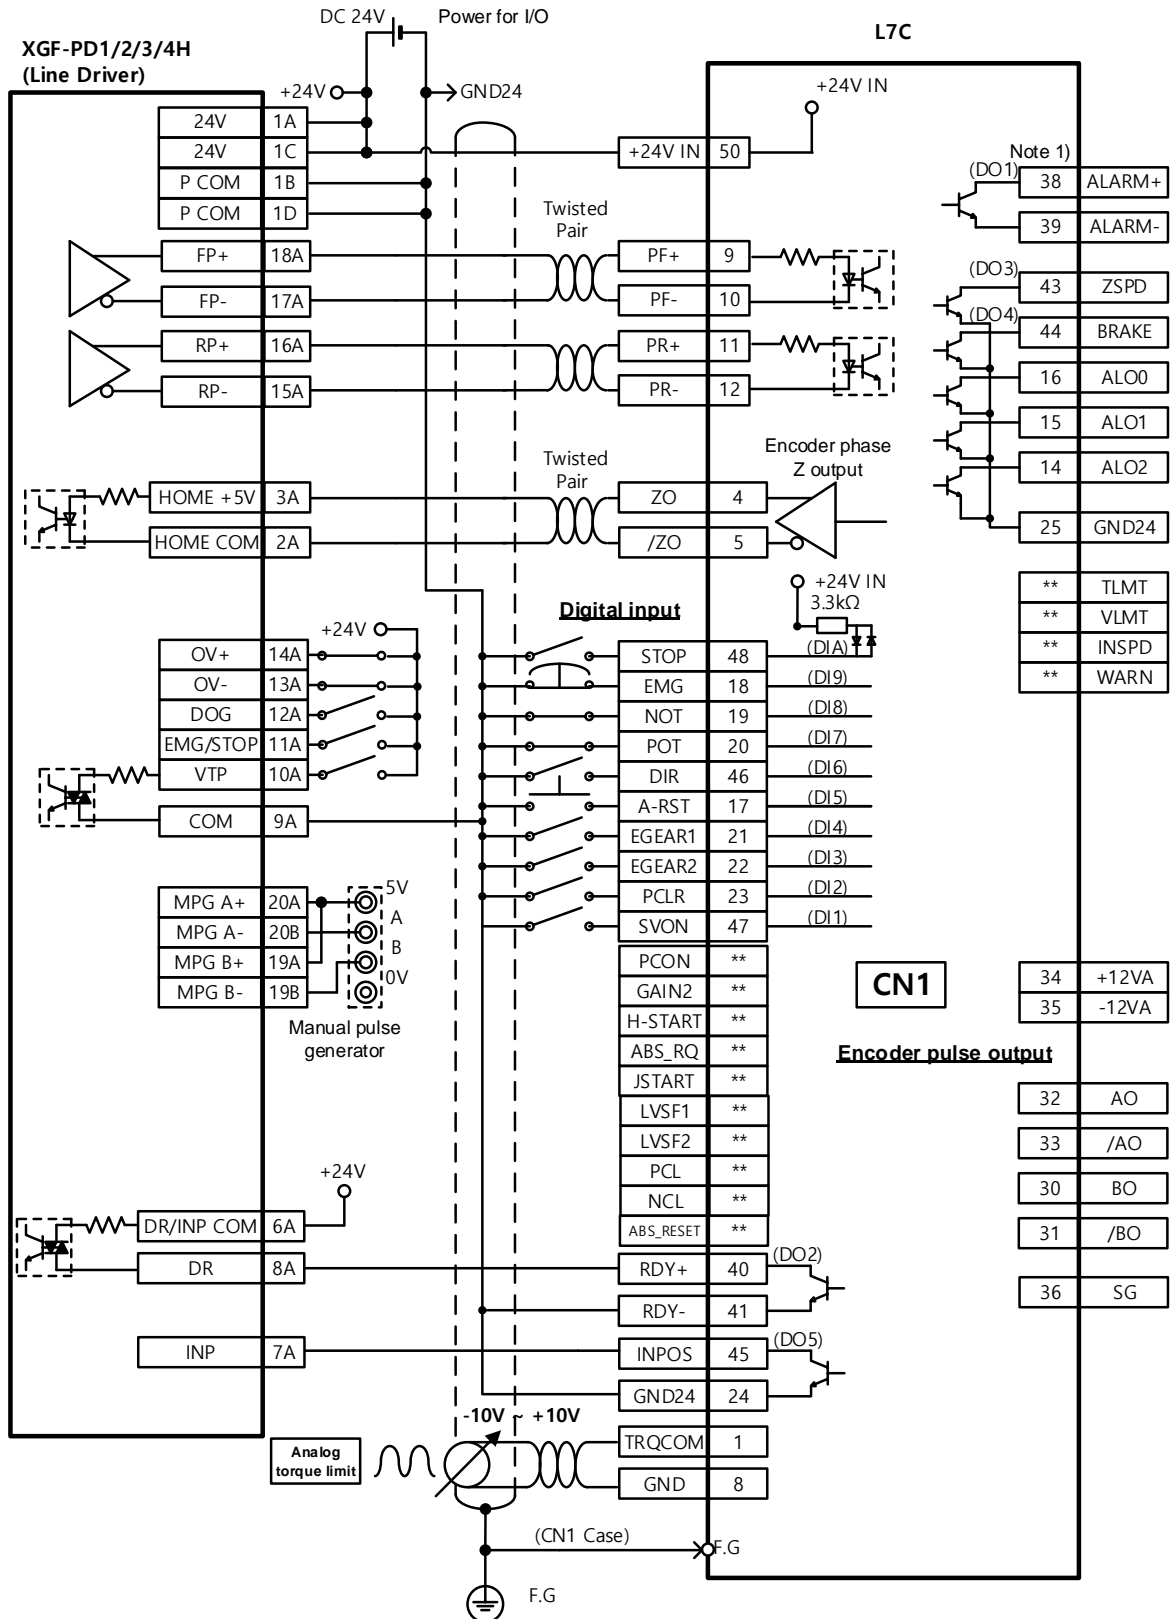 DC 24V
Power for I/O
XGF-PD1/2/3/4H
(Line Driver)
L7C
+24V
GND24
+24V IN
24V 1A
24V 1C
P COM 1B
P COM 1D
+24V IN 50
Note 1)
(DO1)
38 ALARM+
39 ALARM-
Twisted
Pair
FP+ 18A
FP- 17A
RP+ 16A
RP- 15A
PF+ 9
PF- 10
PR+ 11
PR- 12
(DO3)
43 ZSPD
(DO4)
44 BRAKE
16 ALO0
15 ALO1
14 ALO2
25 GND24
Twisted
Pair
Encoder phase
Z output
HOME +5V 3A
HOME COM 2A
ZO 4
/ZO 5
** TLMT
** VLMT
** INSPD
** WARN
+24V IN
3.3kΩ
Digital input
+24V
OV+ 14A
OV- 13A
DOG 12A
EMG/STOP 11A
VTP 10A
COM 9A
STOP 48 (DIA)
EMG 18 (DI9)
NOT 19 (DI8)
POT 20 (DI7)
DIR 46 (DI6)
A-RST 17 (DI5)
EGEAR1 21 (DI4)
EGEAR2 22 (DI3)
PCLR 23 (DI2)
SVON 47 (DI1)
MPG A+ 20A
MPG A- 20B
MPG B+ 19A
MPG B- 19B
5V
A
B
0V
Manual pulse
generator
PCON **
GAIN2 **
H-START **
ABS_RQ **
JSTART **
LVSF1 **
LVSF2 **
PCL **
NCL **
ABS_RESET **
CN1
34 +12VA
35 -12VA
Encoder pulse output
32 AO
33 /AO
30 BO
31 /BO
36 SG
+24V
DR/INP COM 6A
DR 8A
INP 7A
RDY+ 40
(DO2)
RDY- 41
INPOS 45
(DO5)
GND24 24
-10V ~ +10V
Analog
torque limit
TRQCOM 1
GND 8
(CN1 Case)
F.G
F.G